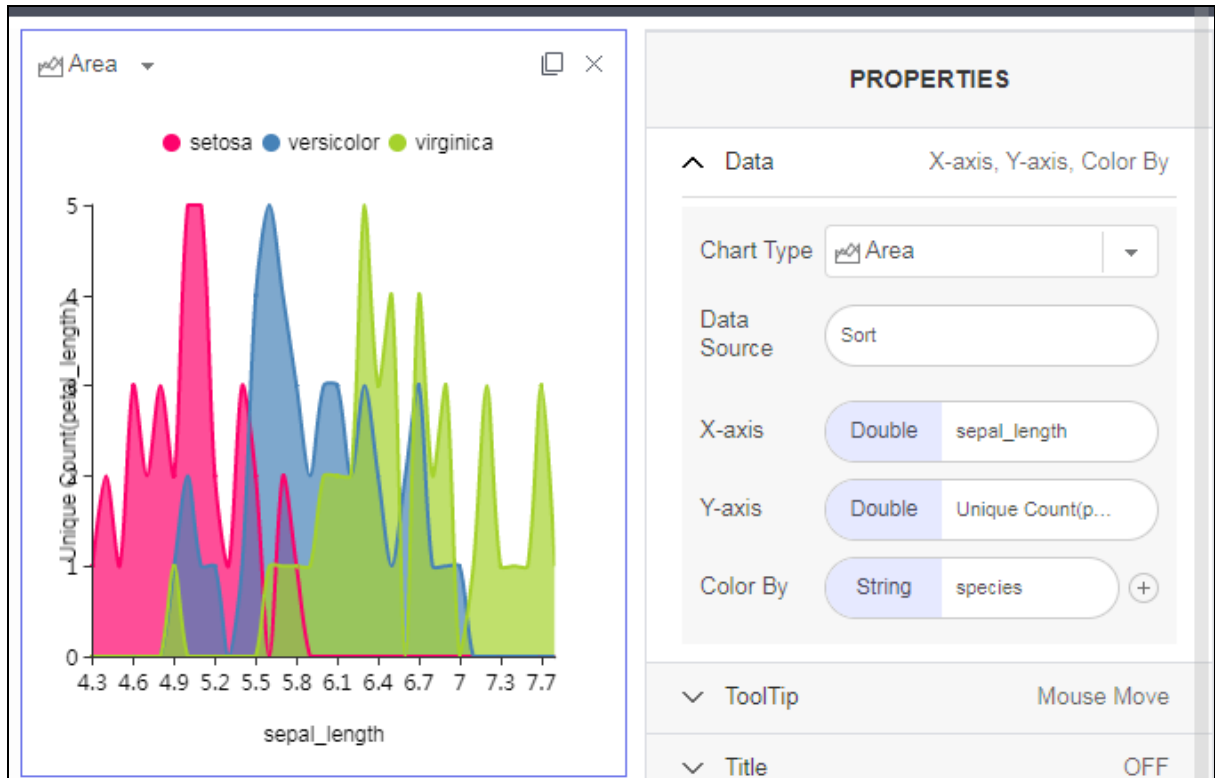 Area
setosa versicolor virginica
5
4
3
2
1
0
Unique Count(petal_length)
4.3 4.6 4.9 5.2 5.5 5.8 6.1 6.4 6.7 7 7.3 7.7
sepal_length
PROPERTIES
Data X-axis, Y-axis, Color By
Chart Type Area
Data
Source
Sort
X-axis Double sepal_length
Y-axis Double Unique Count(p...
Color By String species +
ToolTip Mouse Move
Title OFF